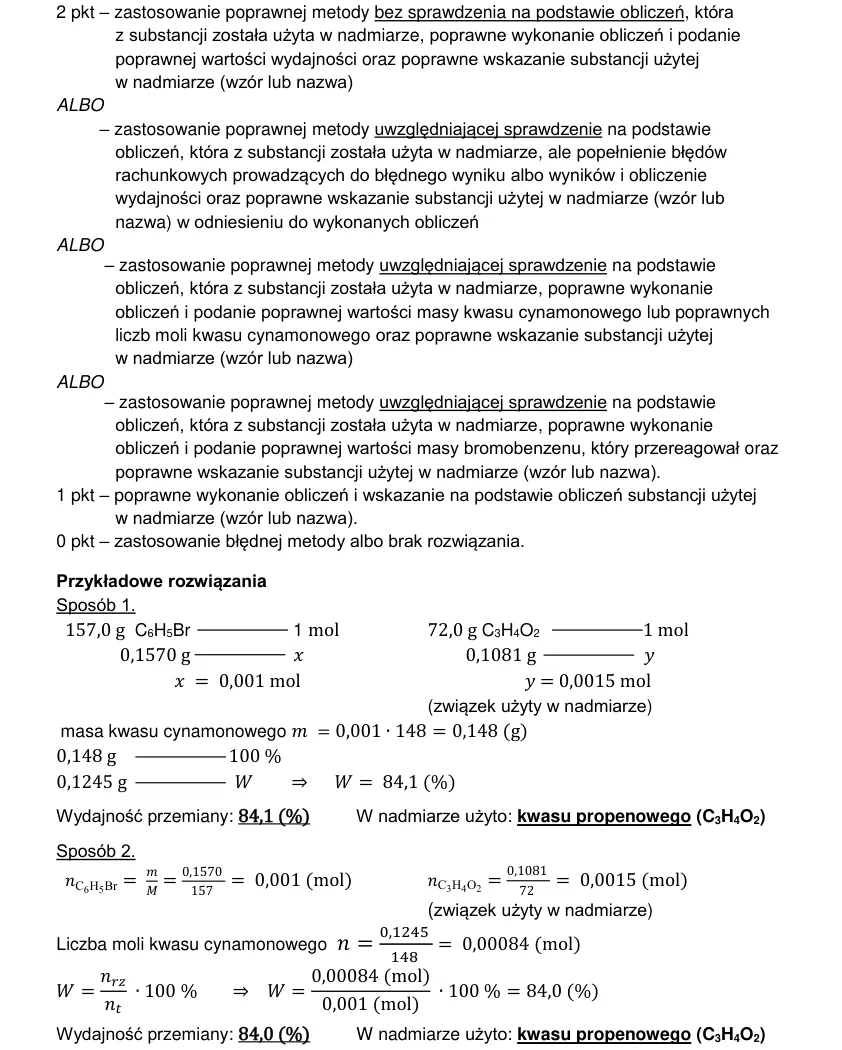 2 pkt – zastosowanie poprawnej metody bez sprawdzenia na podstawie obliczeń, która
z substancji została użyta w nadmiarze, poprawne wykonanie obliczeń i podanie
poprawnej wartości wydajności oraz poprawne wskazanie substancji użytej
w nadmiarze (wzór lub nazwa)
ALBO
– zastosowanie poprawnej metody uwzględniającej sprawdzenie na podstawie
obliczeń, która z substancji została użyta w nadmiarze, ale popełnienie błędów
rachunkowych prowadzących do błędnego wyniku albo wyników i obliczenie
wydajności oraz poprawne wskazanie substancji użytej w nadmiarze (wzór lub
nazwa) w odniesieniu do wykonanych obliczeń
ALBO
– zastosowanie poprawnej metody uwzględniającej sprawdzenie na podstawie
obliczeń, która z substancji została użyta w nadmiarze, poprawne wykonanie
obliczeń i podanie poprawnej wartości masy kwasu cynamonowego lub poprawnych
liczb moli kwasu cynamonowego oraz poprawne wskazanie substancji użytej
w nadmiarze (wzór lub nazwa)
ALBO
– zastosowanie poprawnej metody uwzględniającej sprawdzenie na podstawie
obliczeń, która z substancji została użyta w nadmiarze, poprawne wykonanie
obliczeń i podanie poprawnej wartości masy bromobenzenu, który przereagował oraz
poprawne wskazanie substancji użytej w nadmiarze (wzór lub nazwa).
1 pkt – poprawne wykonanie obliczeń i wskazanie na podstawie obliczeń substancji użytej
w nadmiarze (wzór lub nazwa).
0 pkt – zastosowanie błędnej metody albo brak rozwiązania.
Przykładowe rozwiązania
Sposób 1.
157,0 g C₆H₅Br ——— 1 mol 72,0 g C₃H₄O₂ ———1 mol
0,1570 g ——— x 0,1081 g ——— y
x = 0,001 mol y = 0,0015 mol
(związek użyty w nadmiarze)
masa kwasu cynamonowego m = 0,001 · 148 = 0,148 (g)
0,148 g ——— 100 %
0,1245 g ——— W ⇒ W = 84,1 (%)
Wydajność przemiany: 84,1 (%) W nadmiarze użyto: kwasu propenowego (C₃H₄O₂)
Sposób 2.
n C₆H₅Br = m/M = 0,1570/157 = 0,001 (mol) n C₃H₄O₂ = 0,1081/72 = 0,0015 (mol)
(związek użyty w nadmiarze)
Liczba moli kwasu cynamonowego n = 0,1245/148 = 0,00084 (mol)
W = n rz/n t · 100 % ⇒ W = 0,00084 (mol)/0,001 (mol) · 100 % = 84,0 (%)
Wydajność przemiany: 84,0 (%) W nadmiarze użyto: kwasu propenowego (C₃H₄O₂)